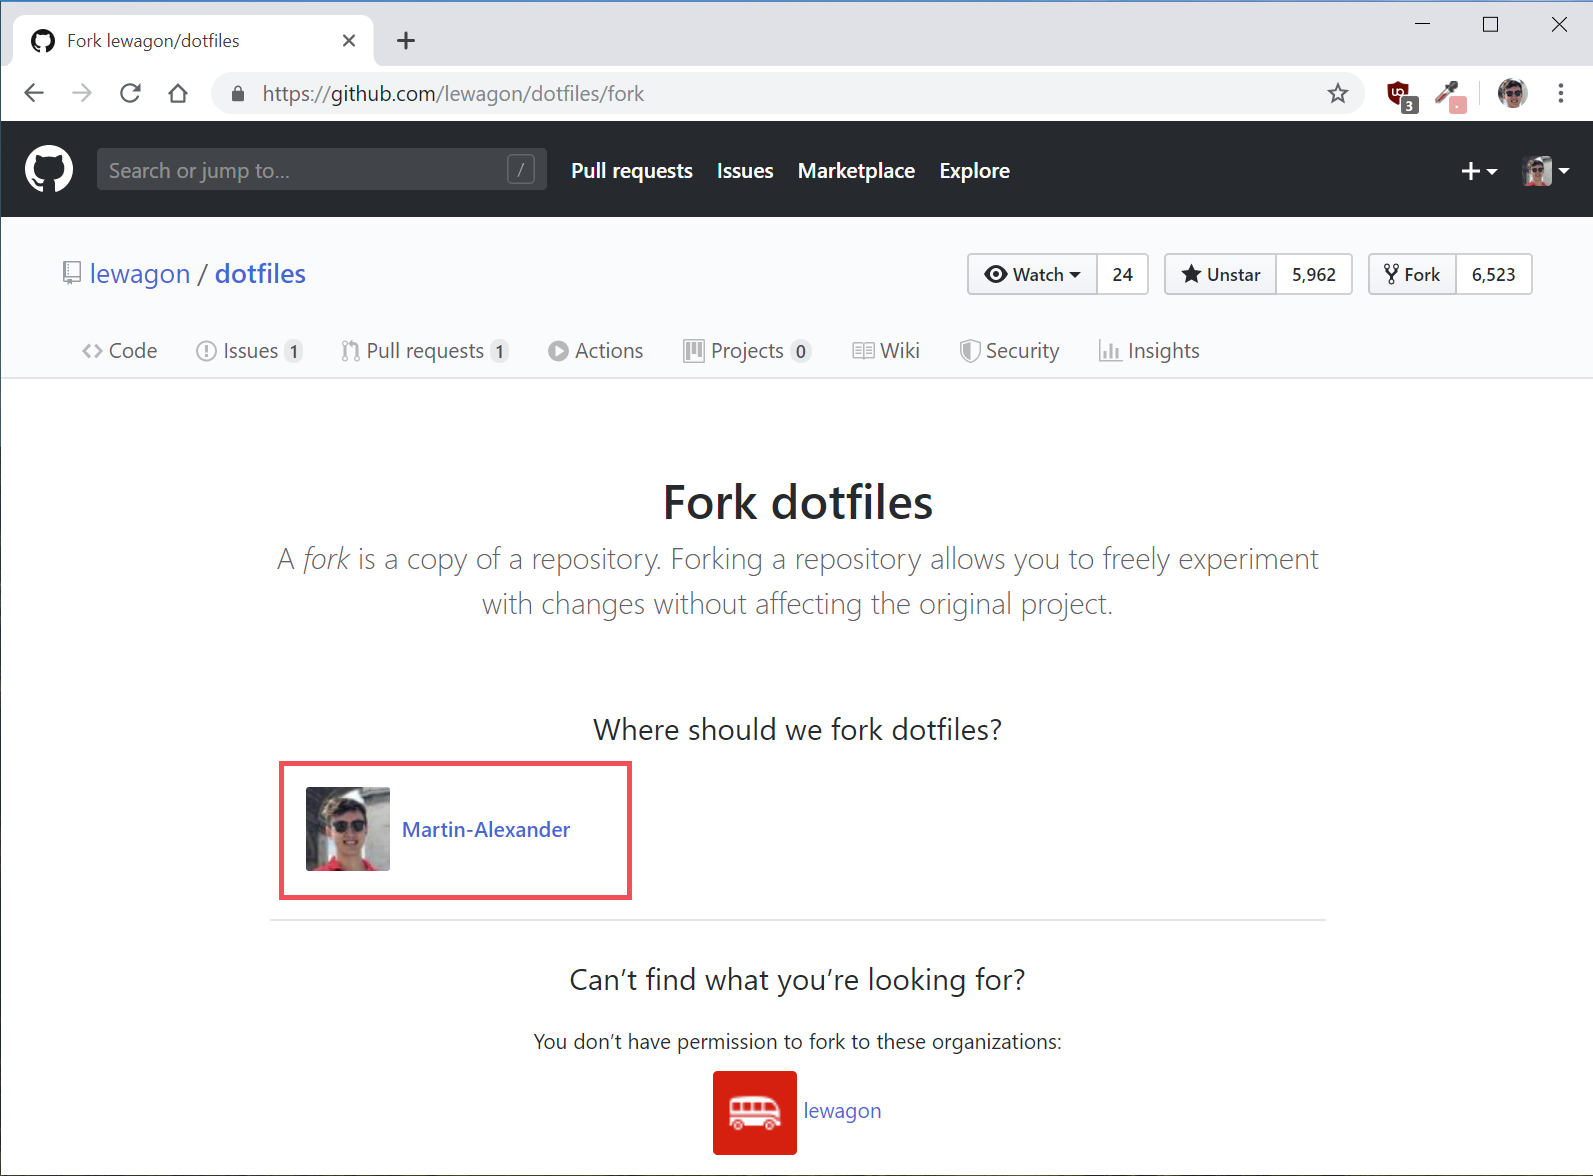 Fork lewagon/dotfiles
https://github.com/lewagon/dotfiles/fork
3
Search or jump to... /
Pull requests Issues Marketplace Explore
lewagon / dotfiles
Watch 24 Unstar 5,962 Fork 6,523
Code Issues 1 Pull requests 1 Actions Projects 0 Wiki Security Insights
Fork dotfiles
A fork is a copy of a repository. Forking a repository allows you to freely experiment
with changes without affecting the original project.
Where should we fork dotfiles?
Martin-Alexander
Can’t find what you’re looking for?
You don’t have permission to fork to these organizations:
lewagon